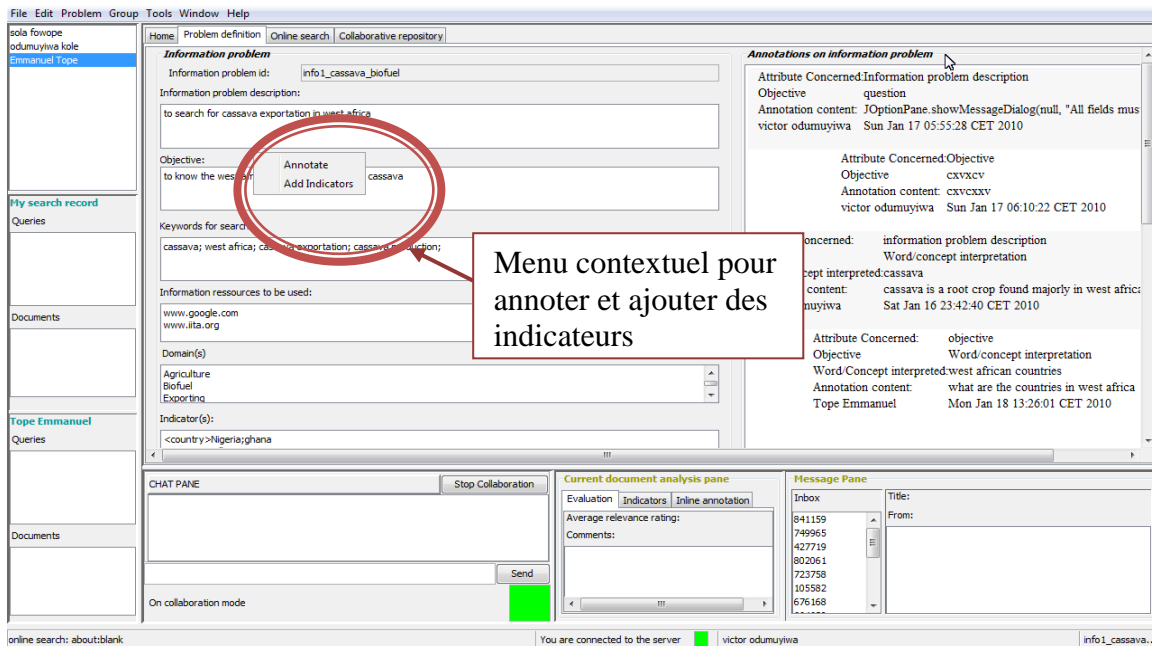 File Edit Problem Group Tools Window Help
sola fowope
odumuyiwa kole
Emmanuel Tope
My search record
Queries
Documents
Tope Emmanuel
Queries
Documents
Home Problem definition Online search Collaborative repository
Information problem
Information problem id: info1_cassava_biofuel
Information problem description:
to search for cassava exportation in west africa
Objective:
to know the west cassava
Annotate
Add Indicators
Keywords for search
cassava; west africa; cassava exportation; cassava production;
Information ressources to be used:
www.google.com
www.iita.org
Domain(s)
Agriculture
Biofuel
Exporting
Indicator(s):
<country>Nigeria;ghana
Menu contextuel pour
annoter et ajouter des
indicateurs
Annotations on information problem
Attribute Concerned:Information problem description
Objective question
Annotation content: JOptionPane.showMessageDialog(null, "All fields mus
victor odumuyiwa Sun Jan 17 05:55:28 CET 2010
Attribute Concerned:Objective
Objective cxvxcv
Annotation content: cxvcxxv
victor odumuyiwa Sun Jan 17 06:10:22 CET 2010
oncerned: information problem description
Word/concept interpretation
cept interpreted:cassava
content: cassava is a root crop found majorly in west africa
muyiwa Sat Jan 16 23:42:40 CET 2010
Attribute Concerned: objective
Objective Word/concept interpretation
Word/Concept interpreted:west african countries
Annotation content: what are the countries in west africa
Tope Emmanuel Mon Jan 18 13:26:01 CET 2010
CHAT PANE Stop Collaboration
Send
On collaboration mode
Current document analysis pane
Evaluation Indicators Inline annotation
Average relevance rating:
Comments:
Message Pane
Inbox
841159
749965
427719
802061
723758
105582
676168
Title:
From:
online search: about:blank
You are connected to the server
victor odumuyiwa
info1_cassava..